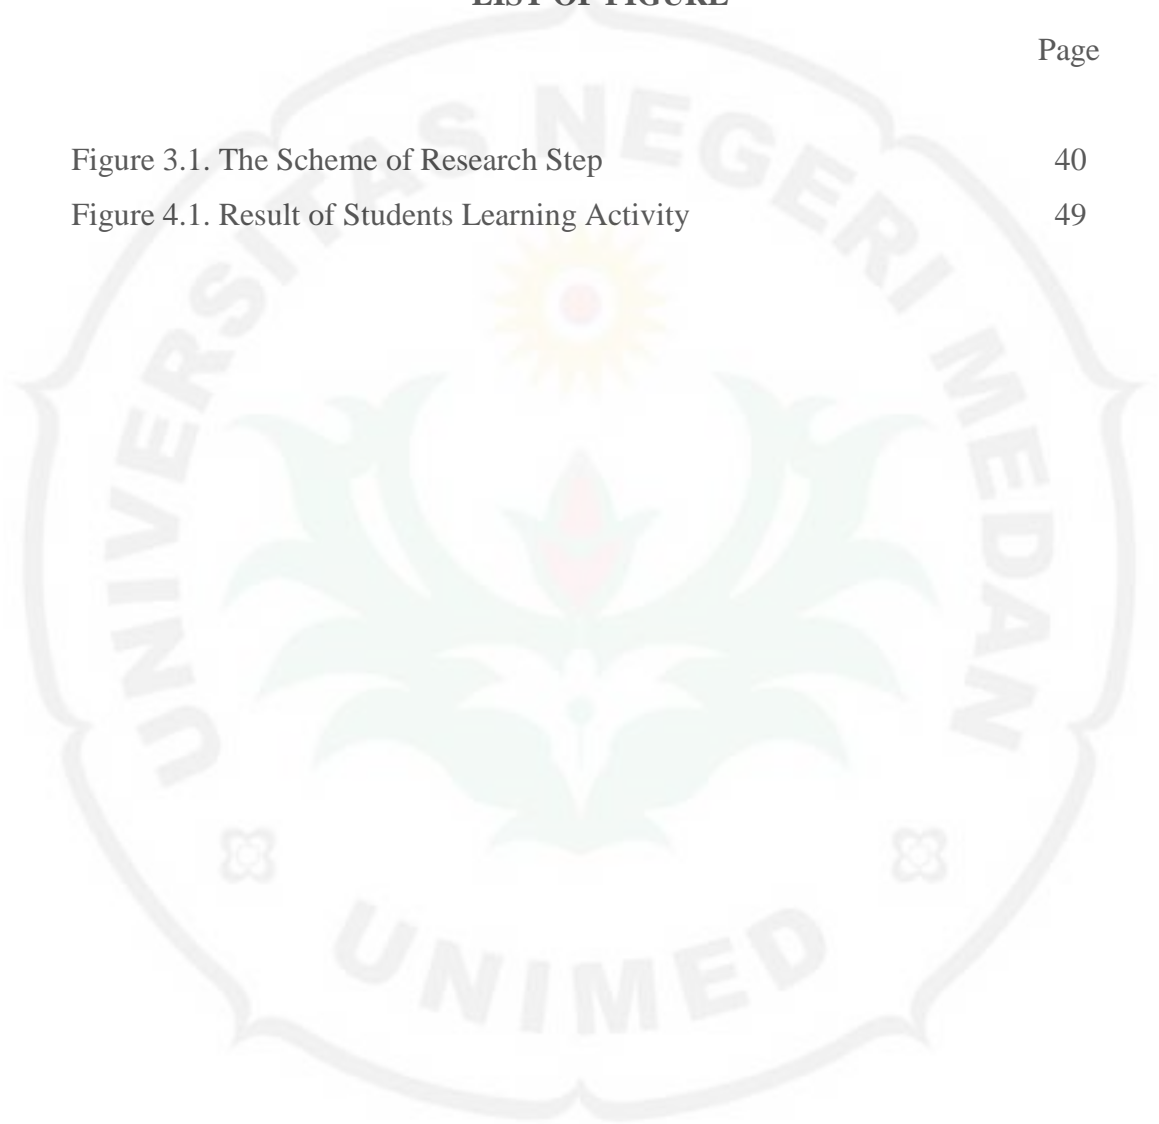 LIST OF FIGURE
Page
Figure 3.1. The Scheme of Research Step 40
Figure 4.1. Result of Students Learning Activity 49
UNIVERSITAS NEGERI MEDAN
UNIMED